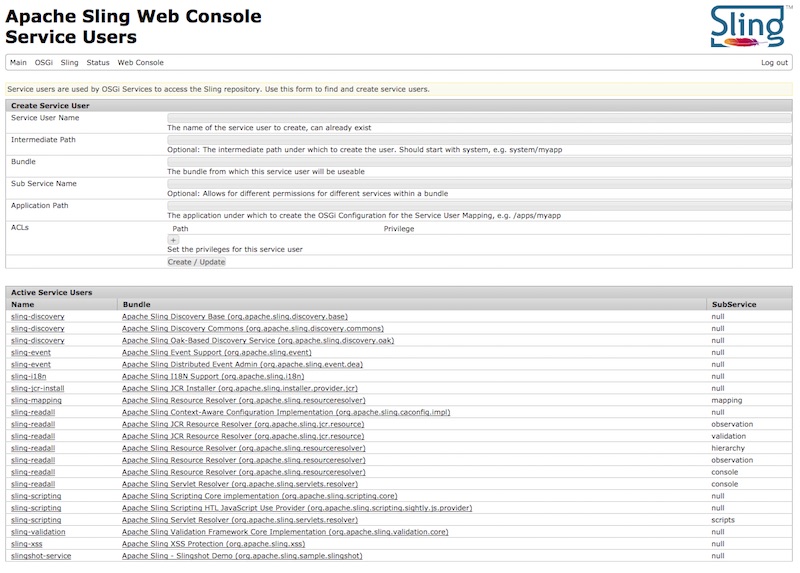 Apache Sling Web Console
Service Users
Sling TM
Main OSGi Sling Status Web Console Log out
Service users are used by OSGi Services to access the Sling repository. Use this form to find and create service users.
Create Service User
Service User Name
The name of the service user to create, can already exist
Intermediate Path
Optional: The intermediate path under which to create the user. Should start with system, e.g. system/myapp
Bundle
The bundle from which this service user will be useable
Sub Service Name
Optional: Allows for different permissions for different services within a bundle
Application Path
The application under which to create the OSGi Configuration for the Service User Mapping, e.g. /apps/myapp
ACLs Path Privilege
+
Set the privileges for this service user
Create / Update
Active Service Users
Name Bundle SubService
sling-discovery Apache Sling Discovery Base (org.apache.sling.discovery.base) null
sling-discovery Apache Sling Discovery Commons (org.apache.sling.discovery.commons) null
sling-discovery Apache Sling Oak-Based Discovery Service (org.apache.sling.discovery.oak) null
sling-event Apache Sling Event Support (org.apache.sling.event) null
sling-event Apache Sling Distributed Event Admin (org.apache.sling.event.dea) null
sling-i18n Apache Sling I18N Support (org.apache.sling.i18n) null
sling-jcr-install Apache Sling JCR Installer (org.apache.sling.installer.provider.jcr) null
sling-mapping Apache Sling Resource Resolver (org.apache.sling.resourceresolver) mapping
sling-readall Apache Sling Context-Aware Configuration Implementation (org.apache.sling.caconfig.impl) null
sling-readall Apache Sling JCR Resource Resolver (org.apache.sling.jcr.resource) observation
sling-readall Apache Sling JCR Resource Resolver (org.apache.sling.jcr.resource) validation
sling-readall Apache Sling Resource Resolver (org.apache.sling.resourceresolver) hierarchy
sling-readall Apache Sling Resource Resolver (org.apache.sling.resourceresolver) observation
sling-readall Apache Sling Resource Resolver (org.apache.sling.resourceresolver) console
sling-readall Apache Sling Servlet Resolver (org.apache.sling.servlets.resolver) console
sling-scripting Apache Sling Scripting Core implementation (org.apache.sling.scripting.core) null
sling-scripting Apache Sling Scripting HTL JavaScript Use Provider (org.apache.sling.scripting.sightly.js.provider) null
sling-scripting Apache Sling Servlet Resolver (org.apache.sling.servlets.resolver) scripts
sling-validation Apache Sling Validation Framework Core Implementation (org.apache.sling.validation.core) null
sling-xss Apache Sling XSS Protection (org.apache.sling.xss) null
slingshot-service Apache Sling - Slingshot Demo (org.apache.sling.sample.slingshot) null